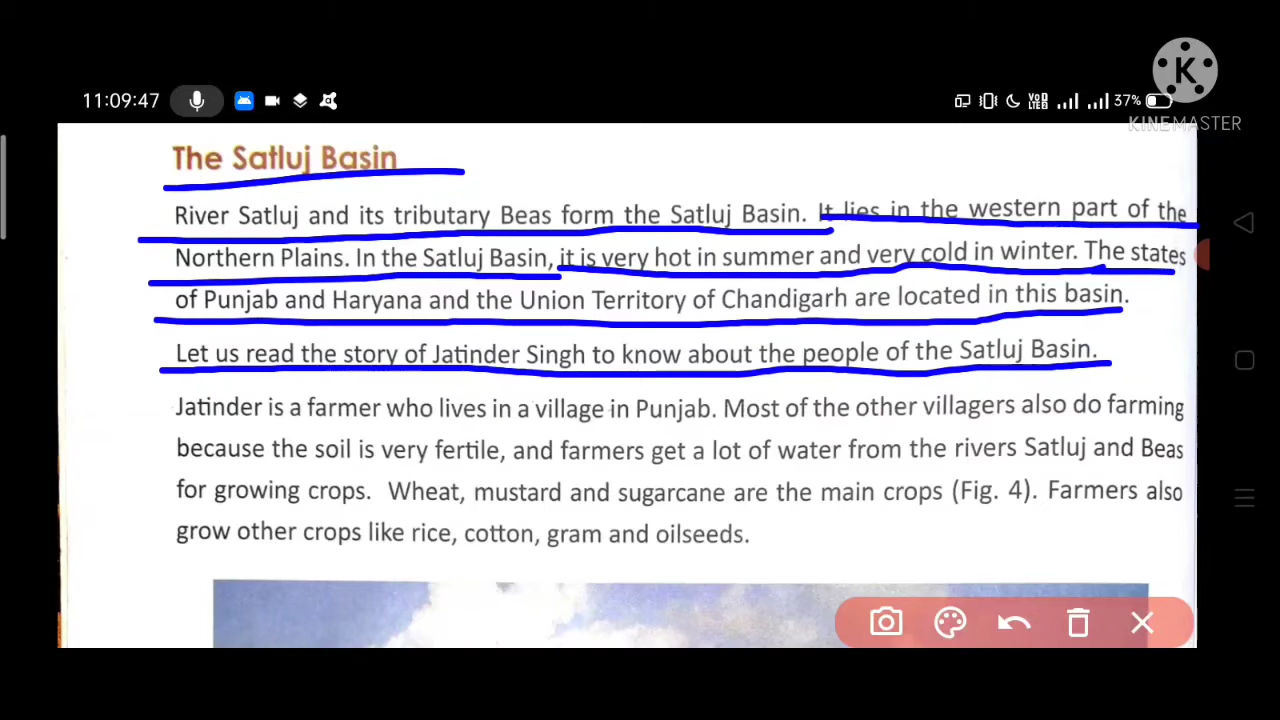 11:09:47
VoD
LTE
37%
K
KINEMASTER
The Satluj Basin
River Satluj and its tributary Beas form the Satluj Basin. It lies in the western part of the
Northern Plains. In the Satluj Basin, it is very hot in summer and very cold in winter. The states
of Punjab and Haryana and the Union Territory of Chandigarh are located in this basin.
Let us read the story of Jatinder Singh to know about the people of the Satluj Basin.
Jatinder is a farmer who lives in a village in Punjab. Most of the other villagers also do farming
because the soil is very fertile, and farmers get a lot of water from the rivers Satluj and Beas
for growing crops. Wheat, mustard and sugarcane are the main crops (Fig. 4). Farmers also
grow other crops like rice, cotton, gram and oilseeds.